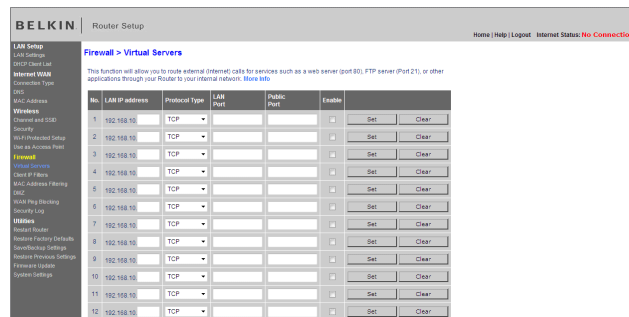 BELKIN
Router Setup
Home | Help | Logout Internet Status: No Connectio
LAN Setup
LAN Settings
DHCP Client List
Internet WAN
Connection Type
DNS
MAC Address
Wireless
Channel and SSID
Security
Wi-Fi Protected Setup
Use as Access Point
Firewall
Virtual Servers
Client IP Filters
MAC Address Filtering
DMZ
WAN Ping Blocking
Security Log
Utilities
Restart Router
Restore Factory Defaults
Save/Backup Settings
Restore Previous Settings
Firmware Update
System Settings
Firewall > Virtual Servers
This function will allow you to route external (Internet) calls for services such as a web server (port 80), FTP server (Port 21), or other
applications through your Router to your internal network. More Info
No. LAN IP address Protocol Type LAN Port Public Port Enable
1 192.168.10. TCP Set Clear
2 192.168.10. TCP Set Clear
3 192.168.10. TCP Set Clear
4 192.168.10. TCP Set Clear
5 192.168.10. TCP Set Clear
6 192.168.10. TCP Set Clear
7 192.168.10. TCP Set Clear
8 192.168.10. TCP Set Clear
9 192.168.10. TCP Set Clear
10 192.168.10. TCP Set Clear
11 192.168.10. TCP Set Clear
12 192.168.10. TCP Set Clear